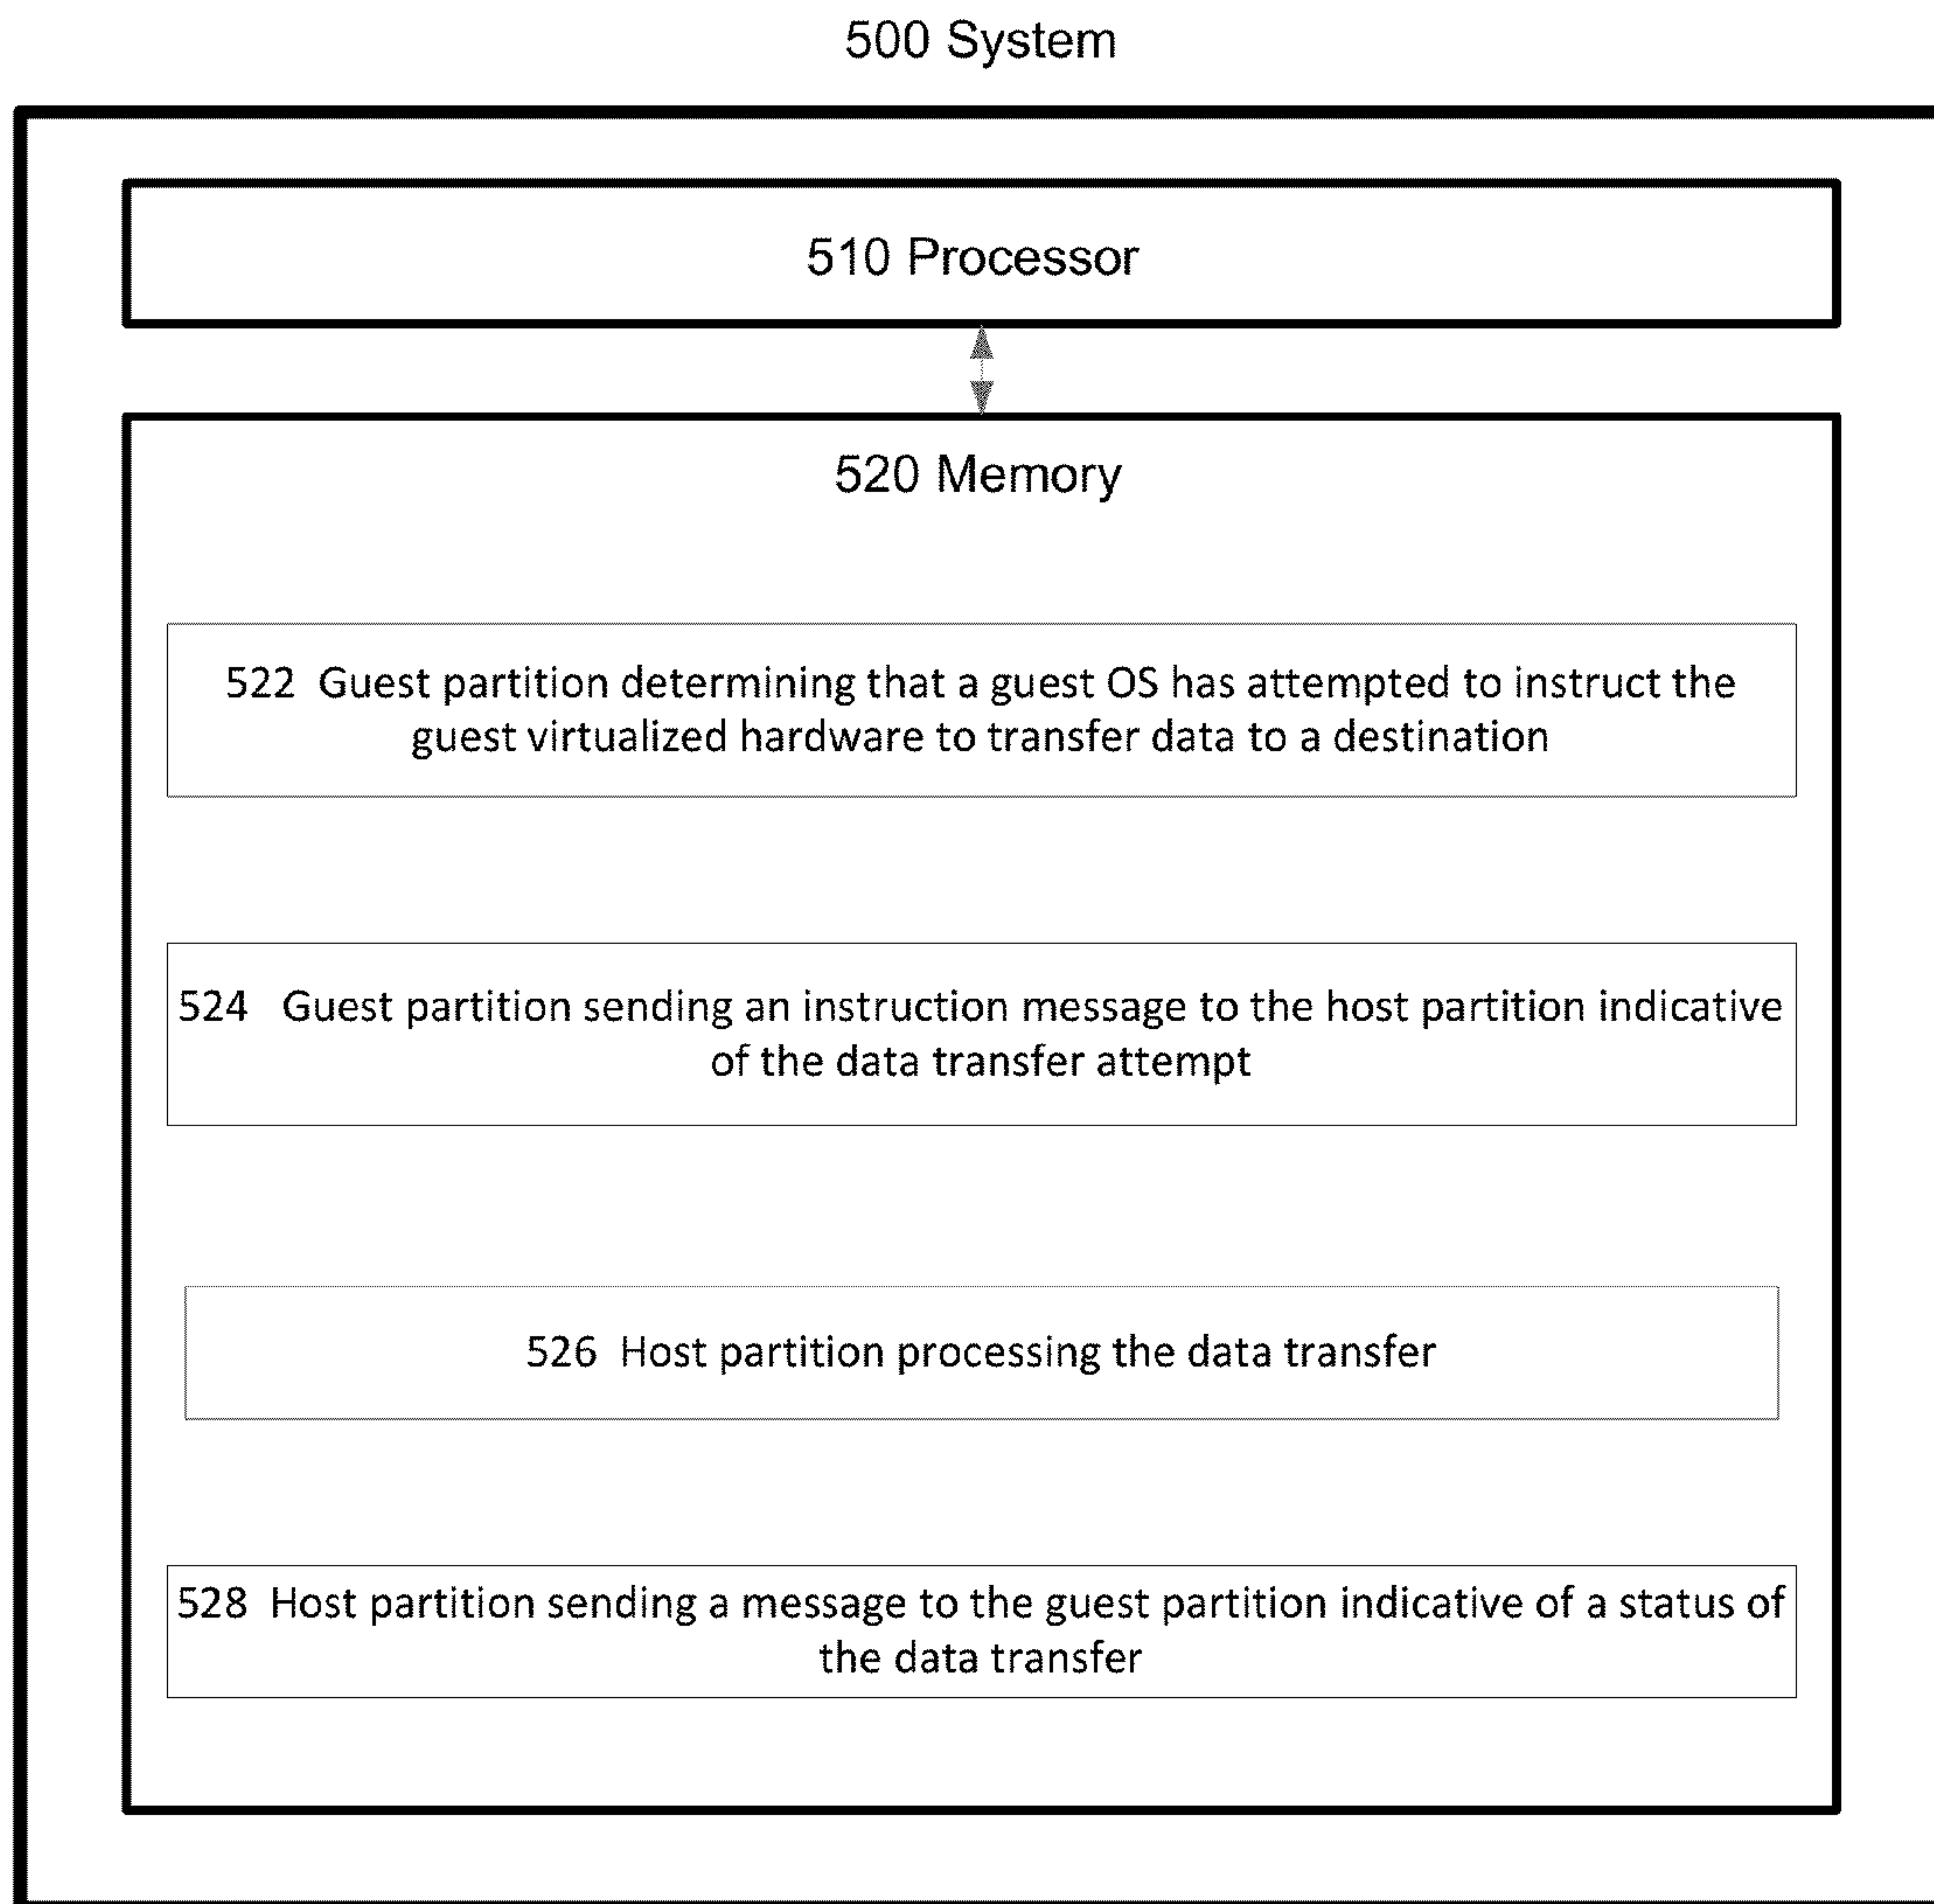 500 System
510 Processor
520 Memory
522 Guest partition determining that a guest OS has attempted to instruct the
guest virtualized hardware to transfer data to a destination
524 Guest partition sending an instruction message to the host partition indicative
of the data transfer attempt
526 Host partition processing the data transfer
528 Host partition sending a message to the guest partition indicative of a status of
the data transfer